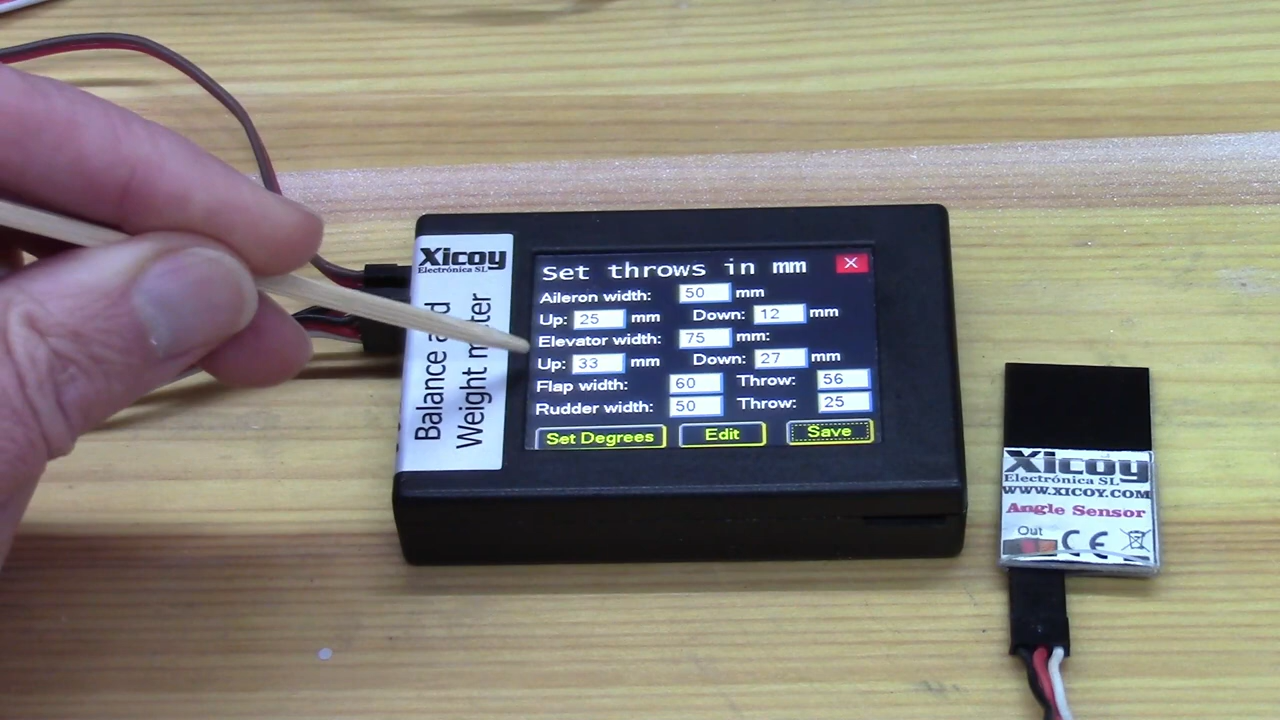 Xicoy
Electrónica SL
Balance a d
Weight m ter
Set throws in mm
X
Aileron width: 50 mm
Up: 25 mm Down: 12 mm
Elevator width: 75 mm:
Up: 33 mm Down: 27 mm
Flap width: 60 Throw: 56
Rudder width: 50 Throw: 25
Set Degrees Edit Save
Xicoy
Electrónica SL
WWW.XICOY.COM
Angle Sensor
Out
CE